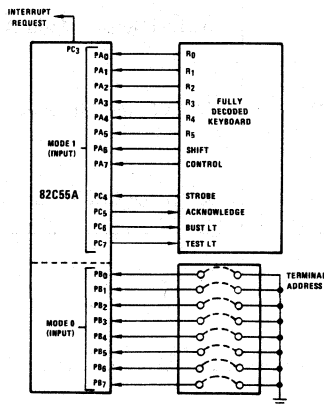 INTERRUPT
REQUEST
PC3
PA0 R0
PA1 R1
PA2 R2
PA3 R3
PA4 R4
PA5 R5
PA6 SHIFT
PA7 CONTROL
MODE 1
(INPUT)
FULLY
DECODED
KEYBOARD
82C55A
PC4 STROBE
PC5 ACKNOWLEDGE
PC6 BUST LT
PC7 TEST LT
MODE 0
(INPUT)
PB0
PB1
PB2
PB3
PB4
PB5
PB6
PB7
TERMINAL
ADDRESS